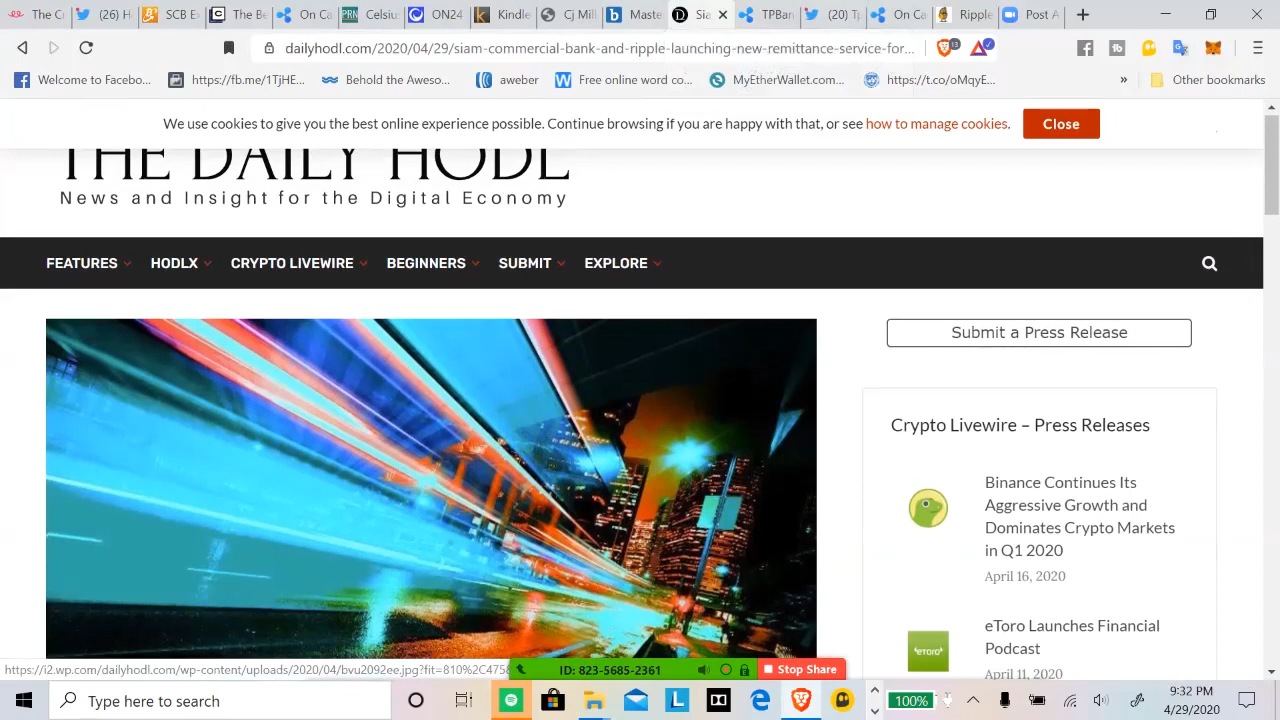 SCB E
(26)
On Ca
Celsiu
ON24
Kindle
CJ Mil
Maste
Sia
TPBar
(2) T
On Ca
Ripple
NEL E
Post A
dailyhodl.com/2020/04/29/siam-commercial-bank-and-ripple-launching-new-remittance-service-for...
13
Welcome to Facebo...
https://fb.me/1TjHE...
Behold the Aweso...
aweber
Free online word co...
MyEtherWallet.com...
https://t.co/oMqyE...
»
Other bookmarks
We use cookies to give you the best online experience possible. Continue browsing if you are happy with that, or see how to manage cookies.
Close
THE DAILY HODL
News and Insight for the Digital Economy
FEATURES
HODLX
CRYPTO LIVEWIRE
BEGINNERS
SUBMIT
EXPLORE
Submit a Press Release
Crypto Livewire – Press Releases
Binance Continues Its
Aggressive Growth and
Dominates Crypto Markets
in Q1 2020
April 16, 2020
eToro Launches Financial
Podcast
April 11, 2020
eToro
https://i2.wp.com/dailyhodl.com/wp-content/uploads/2020/04/bvu2092ee.jpg?fit=810%2C475&
ID: 823-5685-2361
Stop Share
Type here to search
100%
9:32 PM
4/29/2020